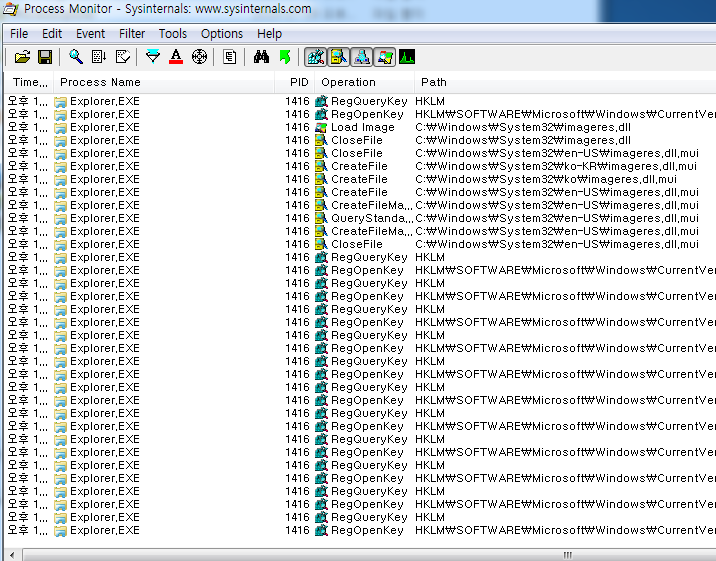 Process Monitor - Sysinternals: www.sysinternals.com
File Edit Event Filter Tools Options Help
Time... Process Name PID Operation Path
오후 1... Explorer.EXE 1416 RegQueryKey HKLM
오후 1... Explorer.EXE 1416 RegOpenKey HKLM₩SOFTWARE₩Microsoft₩Windows₩CurrentVer
오후 1... Explorer.EXE 1416 Load Image C:₩Windows₩System32₩imageres.dll
오후 1... Explorer.EXE 1416 CloseFile C:₩Windows₩System32₩imageres.dll
오후 1... Explorer.EXE 1416 CloseFile C:₩Windows₩System32₩en-US₩imageres.dll.mui
오후 1... Explorer.EXE 1416 CreateFile C:₩Windows₩System32₩ko-KR₩imageres.dll.mui
오후 1... Explorer.EXE 1416 CreateFile C:₩Windows₩System32₩ko₩imageres.dll.mui
오후 1... Explorer.EXE 1416 CreateFile C:₩Windows₩System32₩en-US₩imageres.dll.mui
오후 1... Explorer.EXE 1416 CreateFileMa... C:₩Windows₩System32₩en-US₩imageres.dll.mui
오후 1... Explorer.EXE 1416 QueryStanda... C:₩Windows₩System32₩en-US₩imageres.dll.mui
오후 1... Explorer.EXE 1416 CreateFileMa... C:₩Windows₩System32₩en-US₩imageres.dll.mui
오후 1... Explorer.EXE 1416 CloseFile C:₩Windows₩System32₩en-US₩imageres.dll.mui
오후 1... Explorer.EXE 1416 RegQueryKey HKLM
오후 1... Explorer.EXE 1416 RegOpenKey HKLM₩SOFTWARE₩Microsoft₩Windows₩CurrentVer
오후 1... Explorer.EXE 1416 RegQueryKey HKLM
오후 1... Explorer.EXE 1416 RegOpenKey HKLM₩SOFTWARE₩Microsoft₩Windows₩CurrentVer
오후 1... Explorer.EXE 1416 RegQueryKey HKLM
오후 1... Explorer.EXE 1416 RegOpenKey HKLM₩SOFTWARE₩Microsoft₩Windows₩CurrentVer
오후 1... Explorer.EXE 1416 RegQueryKey HKLM
오후 1... Explorer.EXE 1416 RegOpenKey HKLM₩SOFTWARE₩Microsoft₩Windows₩CurrentVer
오후 1... Explorer.EXE 1416 RegQueryKey HKLM
오후 1... Explorer.EXE 1416 RegOpenKey HKLM₩SOFTWARE₩Microsoft₩Windows₩CurrentVer
오후 1... Explorer.EXE 1416 RegQueryKey HKLM
오후 1... Explorer.EXE 1416 RegOpenKey HKLM₩SOFTWARE₩Microsoft₩Windows₩CurrentVer
오후 1... Explorer.EXE 1416 RegQueryKey HKLM
오후 1... Explorer.EXE 1416 RegOpenKey HKLM₩SOFTWARE₩Microsoft₩Windows₩CurrentVer
오후 1... Explorer.EXE 1416 RegQueryKey HKLM
오후 1... Explorer.EXE 1416 RegOpenKey HKLM₩SOFTWARE₩Microsoft₩Windows₩CurrentVer
오후 1... Explorer.EXE 1416 RegQueryKey HKLM
오후 1... Explorer.EXE 1416 RegOpenKey HKLM₩SOFTWARE₩Microsoft₩Windows₩CurrentVer
오후 1... Explorer.EXE 1416 RegQueryKey HKLM
오후 1... Explorer.EXE 1416 RegOpenKey HKLM₩SOFTWARE₩Microsoft₩Windows₩CurrentVer
오후 1... Explorer.EXE 1416 RegQueryKey HKLM
오후 1... Explorer.EXE 1416 RegOpenKey HKLM₩SOFTWARE₩Microsoft₩Windows₩CurrentVer